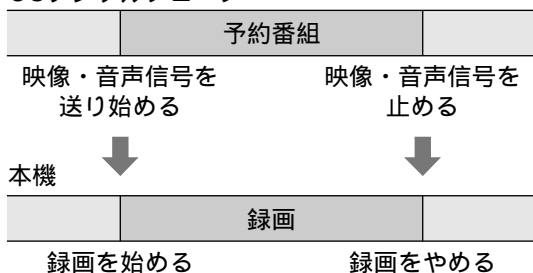 予約番組
映像・音声信号を 映像・音声信号を
送り始める 止める
本機
録画
録画を始める 録画をやめる